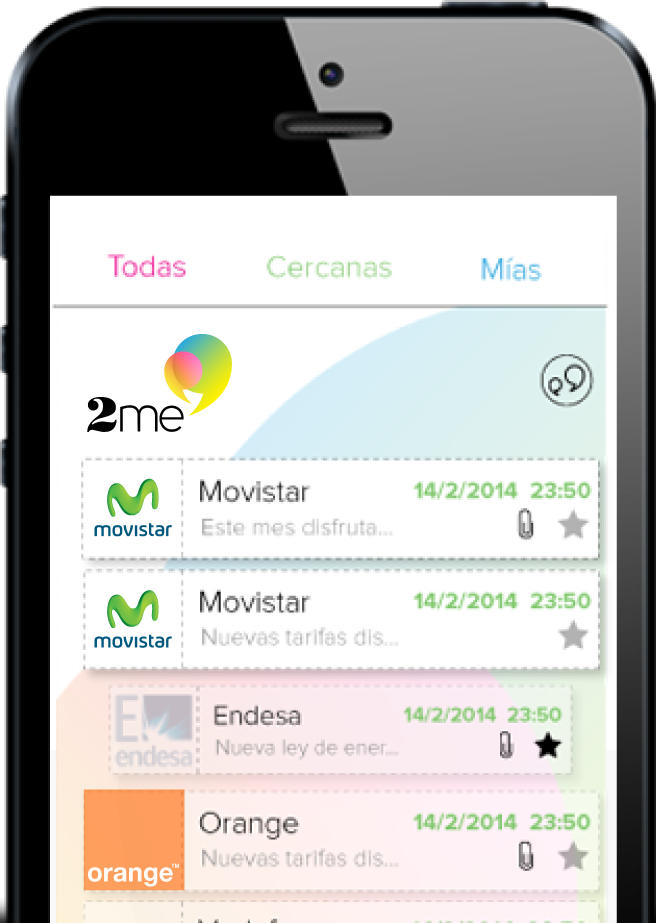 Todas Cercanas Mías
2me
movistar
Movistar 14/2/2014 23:50
Este mes disfruta...
movistar
Movistar 14/2/2014 23:50
Nuevas tarifas dis...
endesa
Endesa 14/2/2014 23:50
Nueva ley de ener...
orange™
Orange 14/2/2014 23:50
Nuevas tarifas dis...